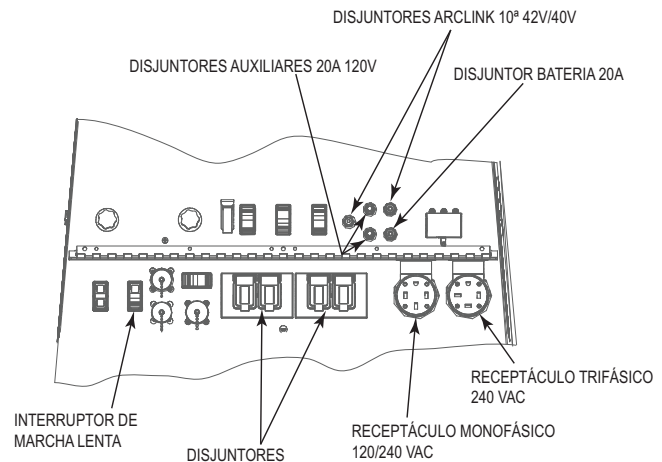 DISJUNTORES ARCLINK 10ª 42V/40V
DISJUNTORES AUXILIARES 20A 120V
DISJUNTOR BATERIA 20A
RECEPTÁCULO TRIFÁSICO
240 VAC
INTERRUPTOR DE
MARCHA LENTA
DISJUNTORES
RECEPTÁCULO MONOFÁSICO
120/240 VAC